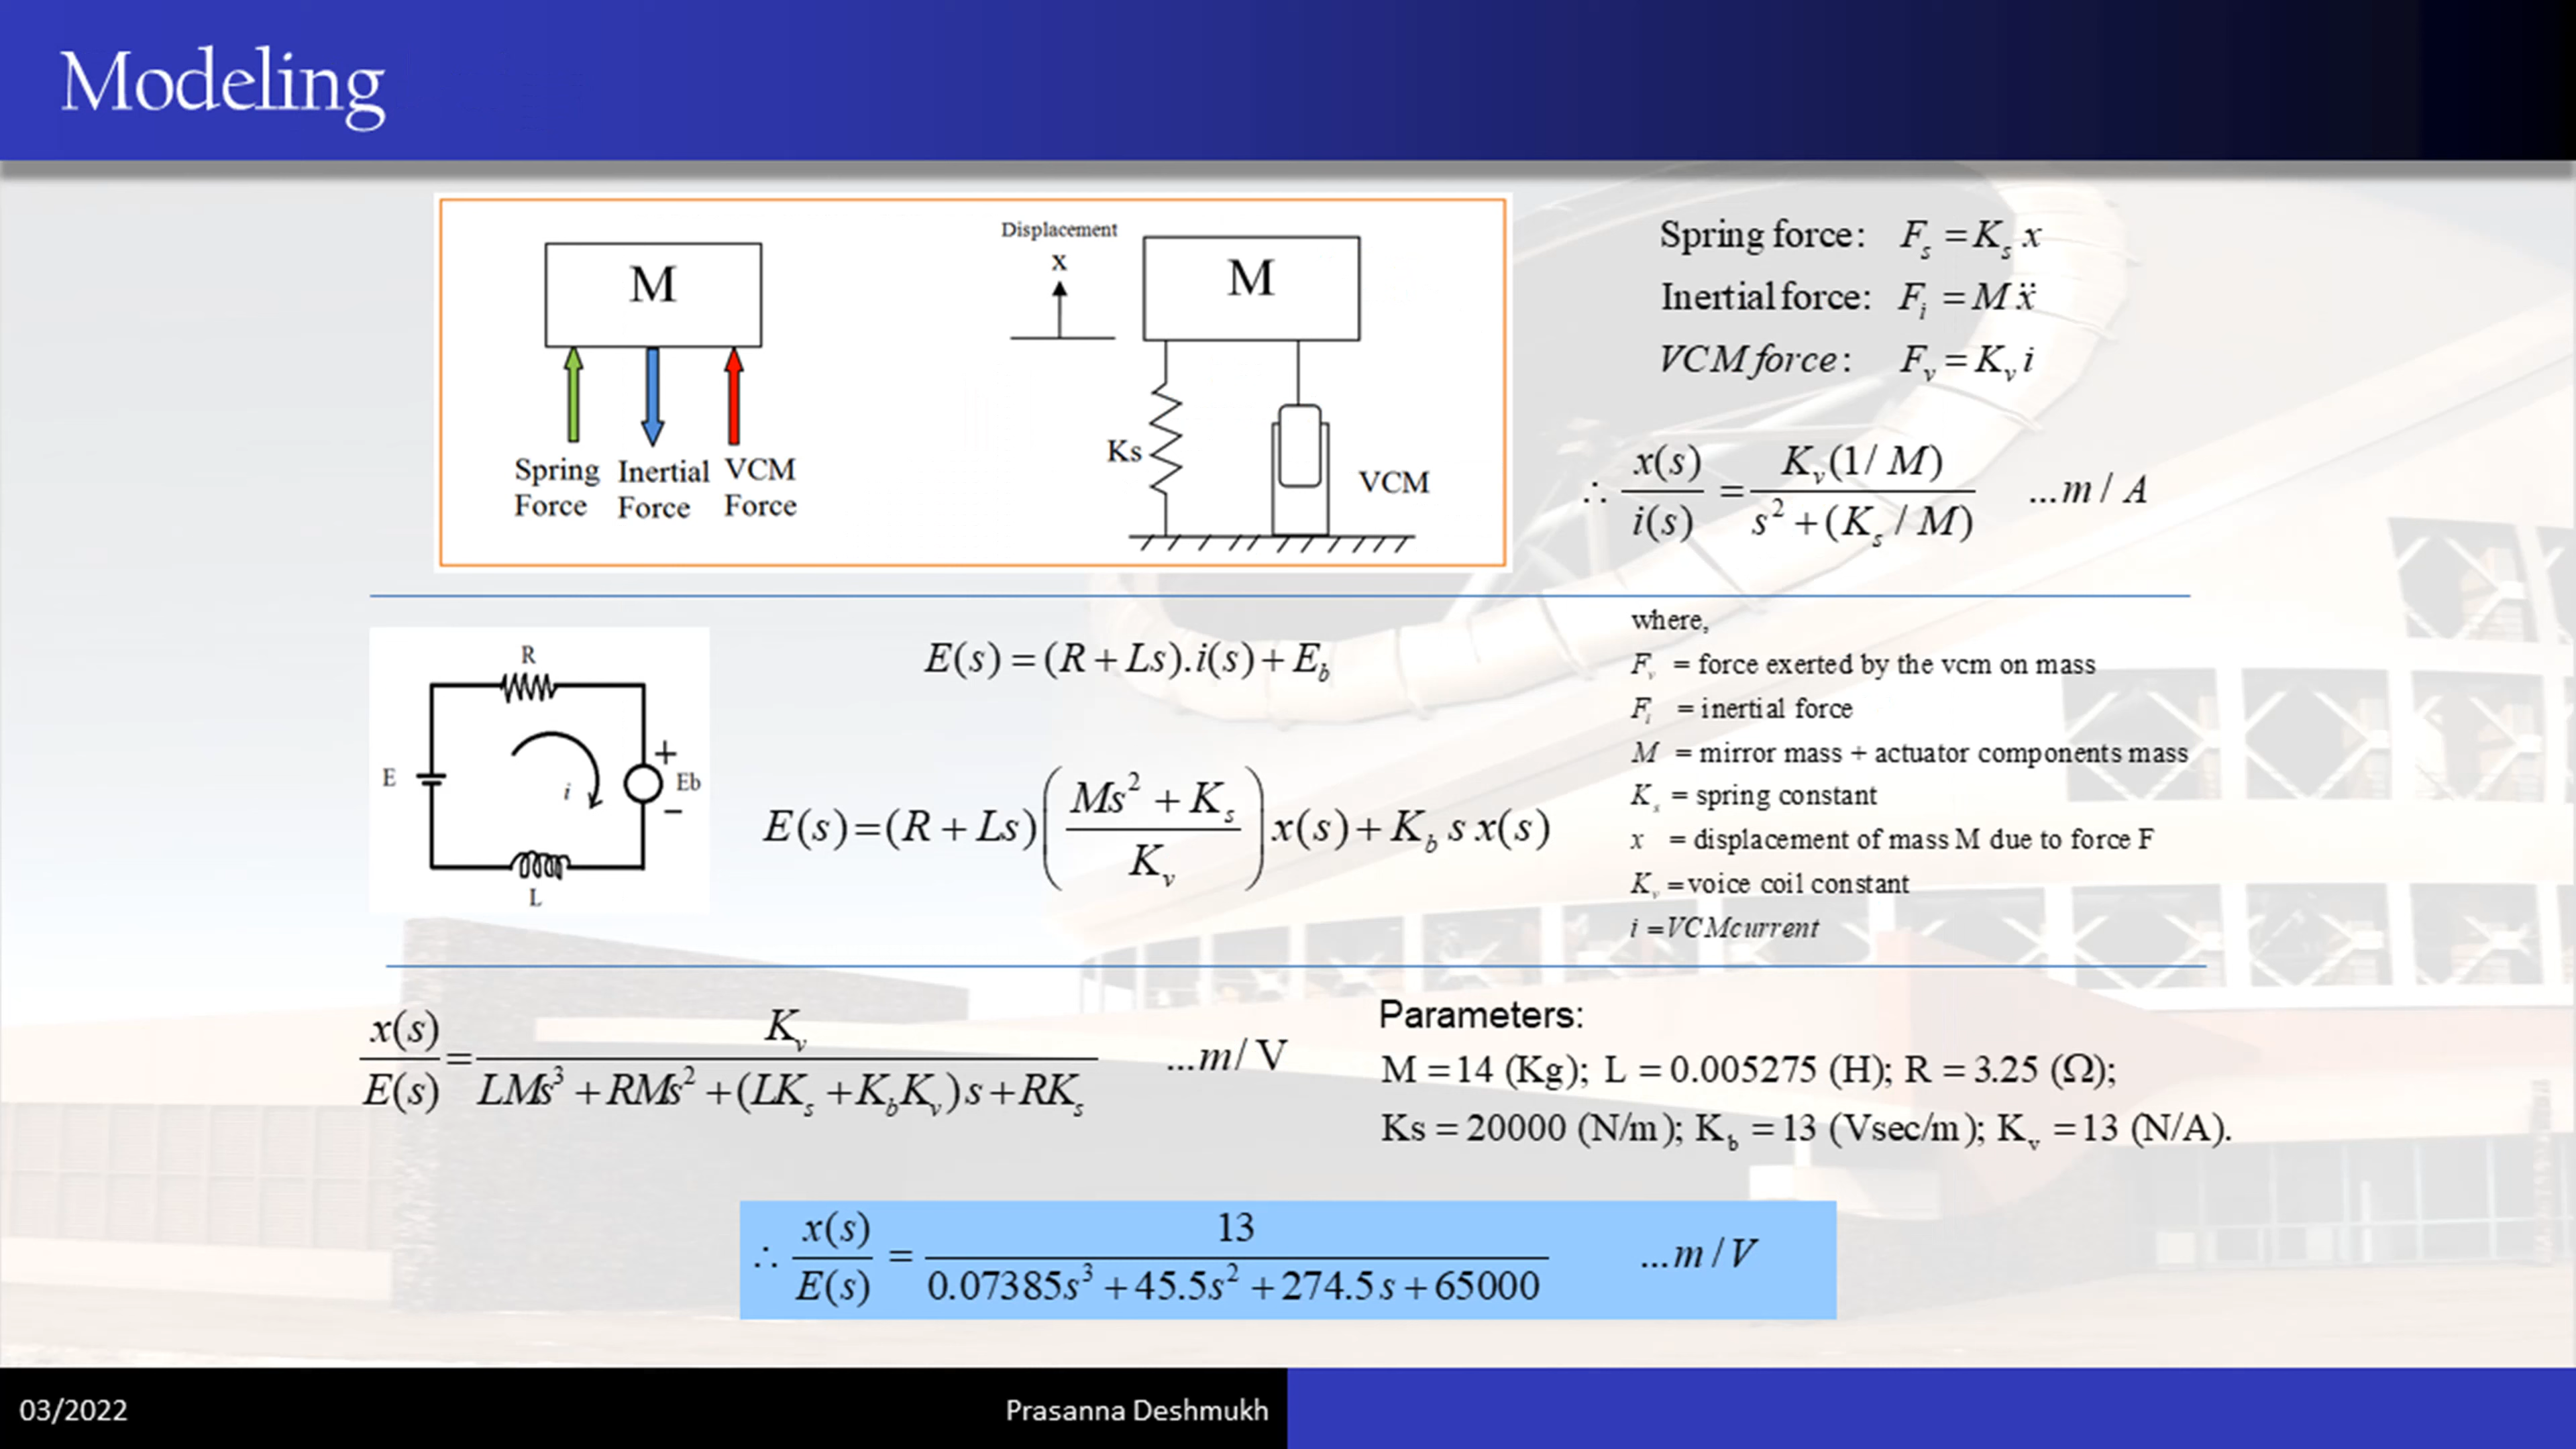 Modeling
M
Spring Force
Inertial Force
VCM Force
Displacement
x
M
Ks
VCM
Spring force: F_s = K_s x
Inertial force: F_i = M ẍ
VCM force: F_v = K_v i
∴ x(s)/i(s) = K_v(1/M) / (s² + (K_s/M)) ...m/A
R
E
i
+
Eb
−
L
E(s) = (R + Ls).i(s) + E_b
E(s) = (R + Ls) ((Ms² + K_s)/K_v) x(s) + K_b s x(s)
where,
F_v = force exerted by the vcm on mass
F_i = inertial force
M = mirror mass + actuator components mass
K_s = spring constant
x = displacement of mass M due to force F
K_v = voice coil constant
i = VCM current
x(s)/E(s) = K_v / (LMs³ + RMs² + (LK_s + K_bK_v)s + RK_s) ...m/V
Parameters:
M = 14 (Kg); L = 0.005275 (H); R = 3.25 (Ω);
Ks = 20000 (N/m); K_b = 13 (Vsec/m); K_v = 13 (N/A).
∴ x(s)/E(s) = 13 / (0.07385s³ + 45.5s² + 274.5s + 65000) ...m/V
03/2022
Prasanna Deshmukh